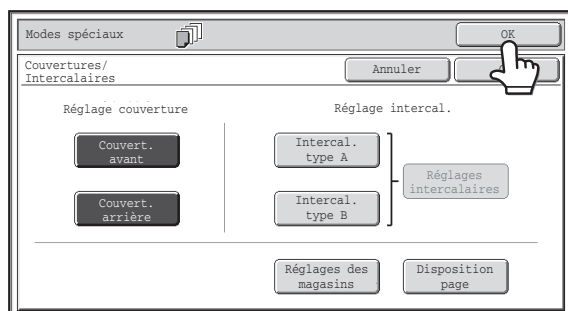 Modes spéciaux
OK
Couvertures/
Intercalaires
Annuler
Réglage couverture
Réglage intercal.
Couvert.
avant
Intercal.
type A
Réglages
intercalaires
Couvert.
arrière
Intercal.
type B
Réglages des
magasins
Disposition
page